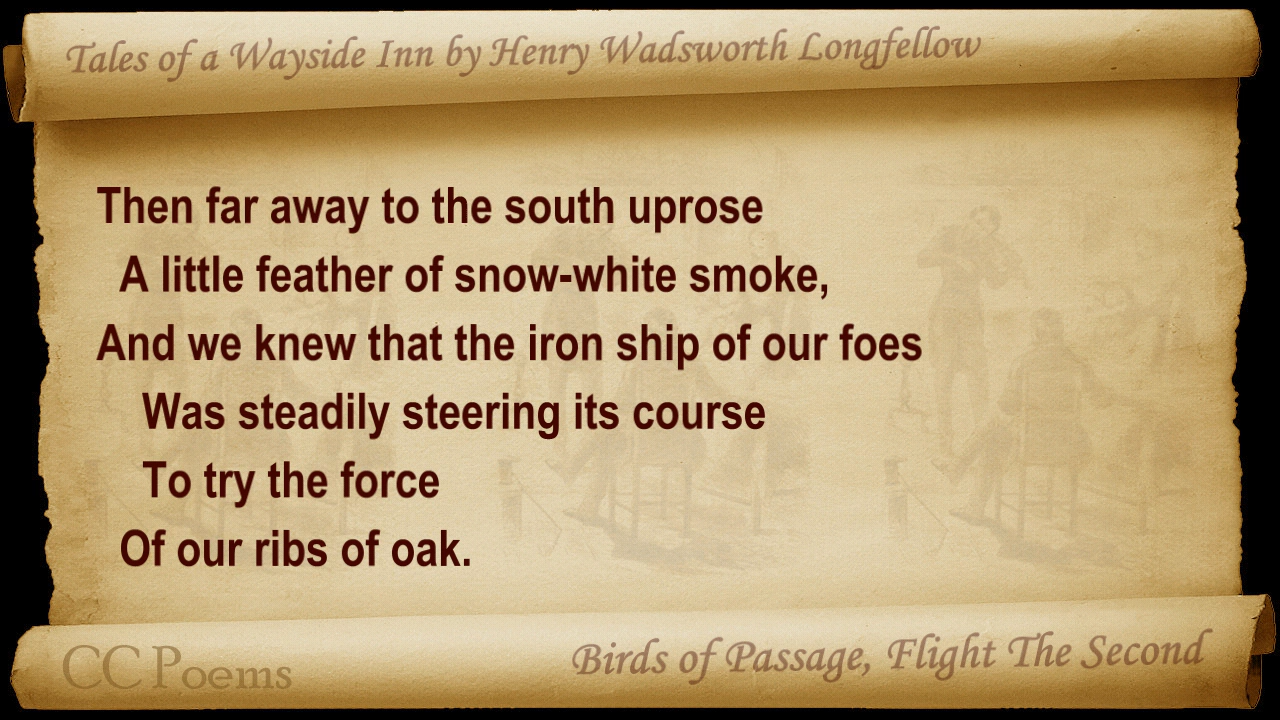 Tales of a Wayside Inn by Henry Wadsworth Longfellow
Then far away to the south uprose
A little feather of snow-white smoke,
And we knew that the iron ship of our foes
Was steadily steering its course
To try the force
Of our ribs of oak.
CC Poems
Birds of Passage, Flight The Second